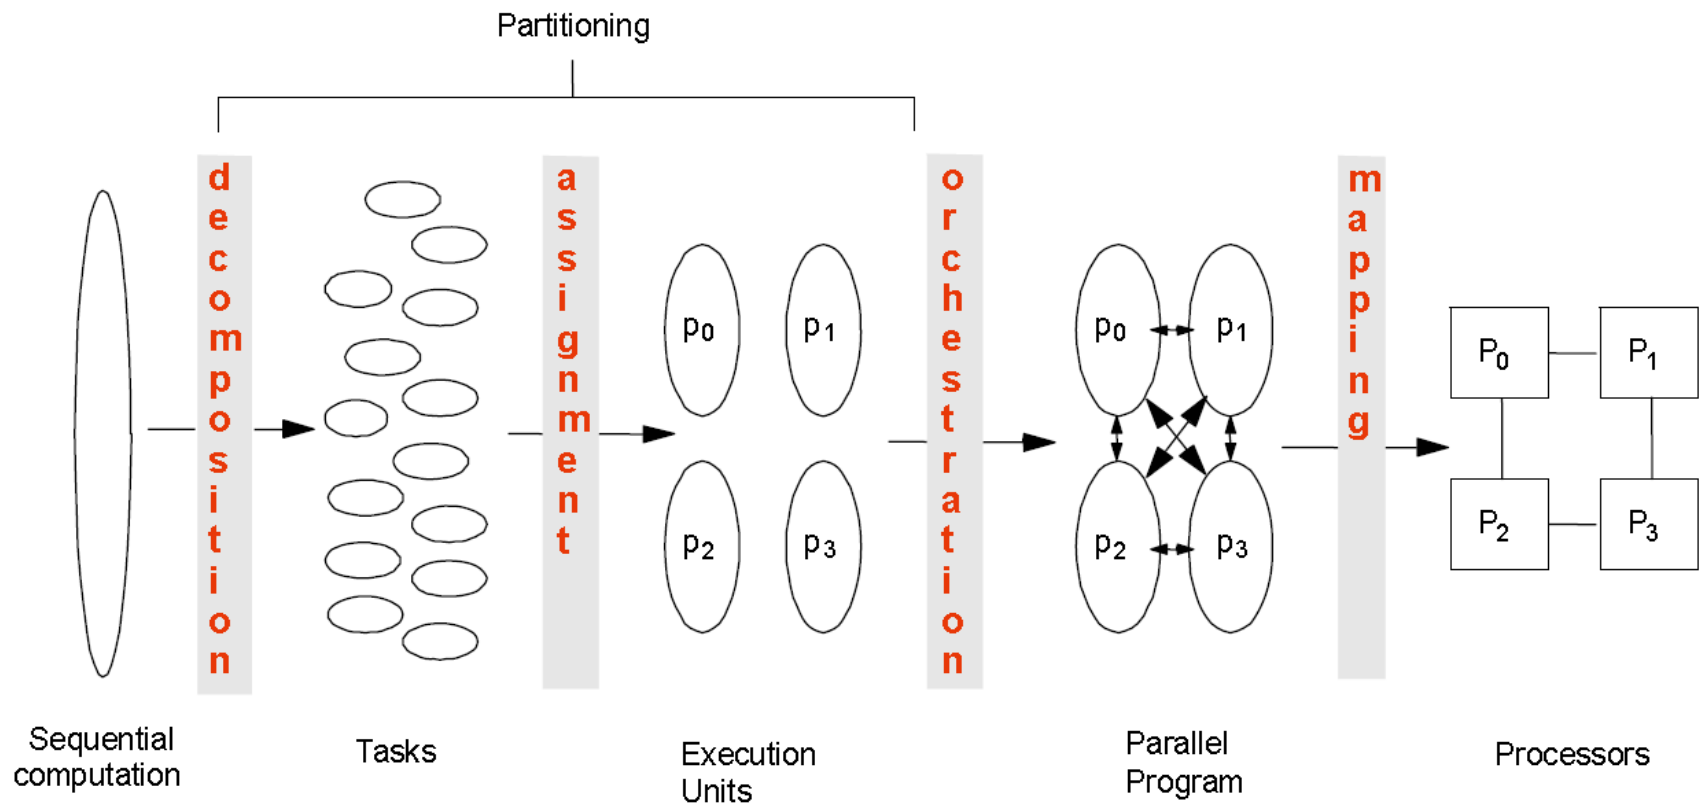 Partitioning
decomposition
assignment
orchestration
mapping
p0
p1
p2
p3
p0
p1
p2
p3
P0
P1
P2
P3
Sequential
computation
Tasks
Execution
Units
Parallel
Program
Processors